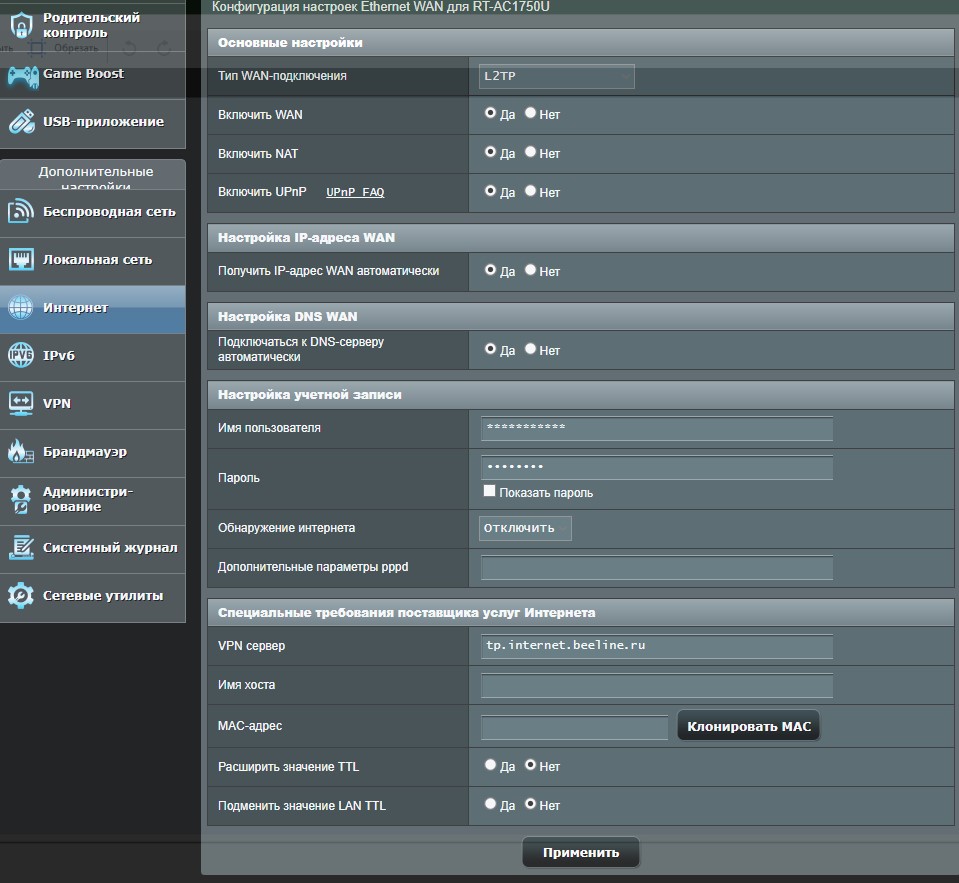 Конфигурация настроек Ethernet WAN для RT-AC1750U
Родительский
контроль
ть
Обрезать
Game Boost
USB-приложение
Дополнительные
настройки
Беспроводная сеть
Локальная сеть
Интернет
IPv6
VPN
Брандмауэр
Администри-
рование
Системный журнал
Сетевые утилиты
Основные настройки
Тип WAN-подключения L2TP
Включить WAN Да Нет
Включить NAT Да Нет
Включить UPnP UPnP FAQ Да Нет
Настройка IP-адреса WAN
Получить IP-адрес WAN автоматически Да Нет
Настройка DNS WAN
Подключаться к DNS-серверу
автоматически Да Нет
Настройка учетной записи
Имя пользователя ***********
Пароль ••••••••
Показать пароль
Обнаружение интернета Отключить
Дополнительные параметры pppd
Специальные требования поставщика услуг Интернета
VPN сервер tp.internet.beeline.ru
Имя хоста
MAC-адрес Клонировать MAC
Расширить значение TTL Да Нет
Подменить значение LAN TTL Да Нет
Применить